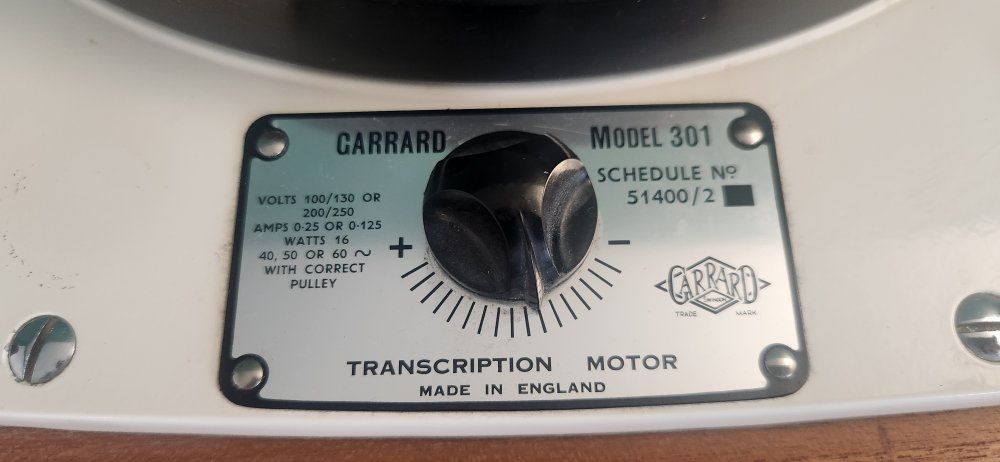 GARRARD
MODEL 301
SCHEDULE Nº
51400/2
VOLTS 100/130 OR
200/250
AMPS 0·25 OR 0·125
WATTS 16
40, 50 OR 60 ~
WITH CORRECT
PULLEY
+ −
GARRARD
SWINDON
TRADE MARK
TRANSCRIPTION MOTOR
MADE IN ENGLAND